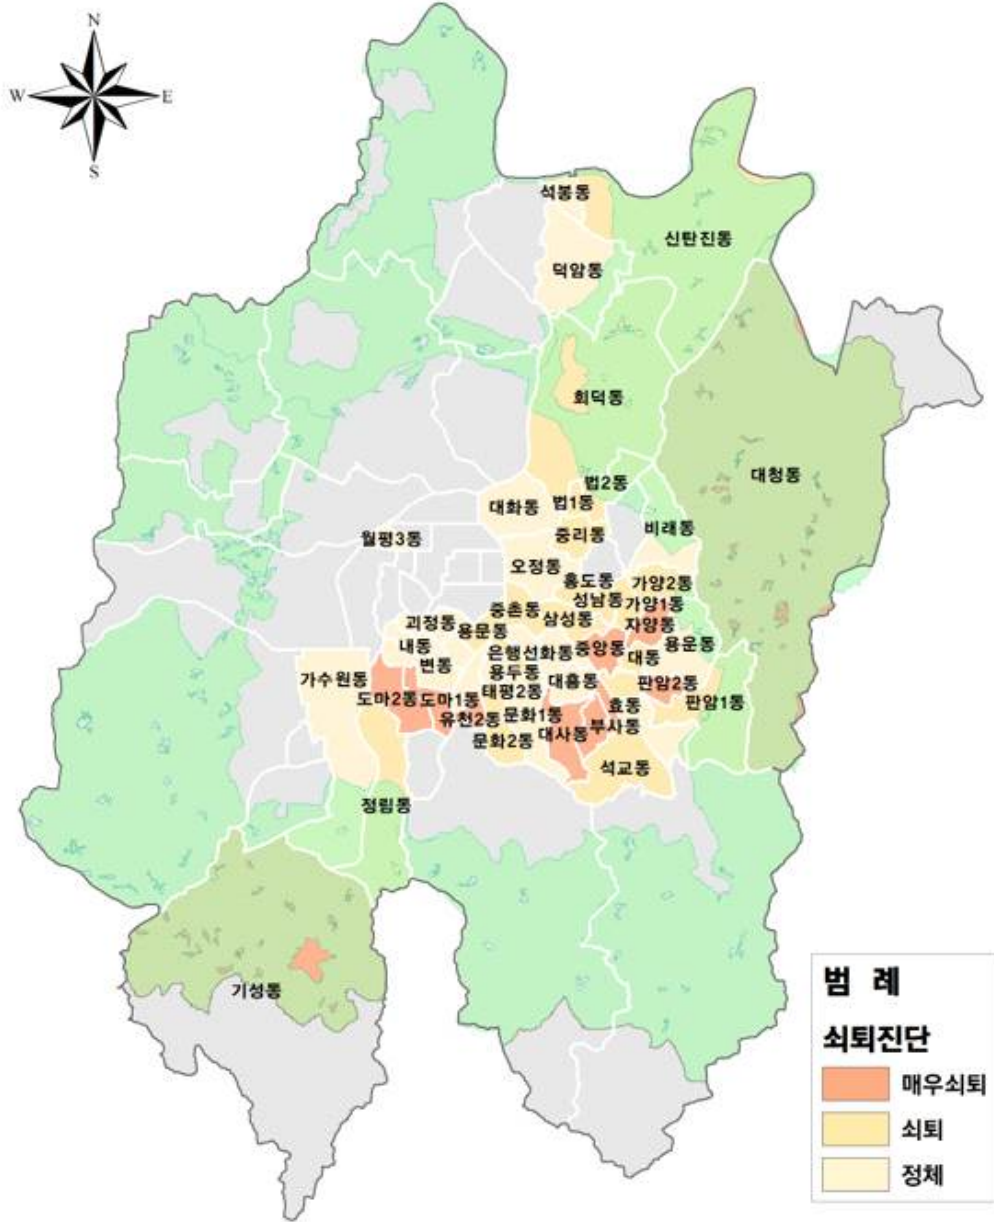 N
W E
S
석봉동
신탄진동
덕암동
회덕동
대청동
법2동
대화동 법1동
비래동
월평3동
중리동
오정동
홍도동 가양2동
성남동 가양1동
중촌동 삼성동
괴정동 용문동 자양동
내동 은행선화동 중앙동 대동 용운동
변동 용두동
가수원동 태평2동 대흥동 판암2동
도마2동 도마1동 효동 판암1동
유천2동 문화1동 부사동
문화2동 대사동
석교동
정림동
기성동
범 례
쇠퇴진단
매우쇠퇴
쇠퇴
정체